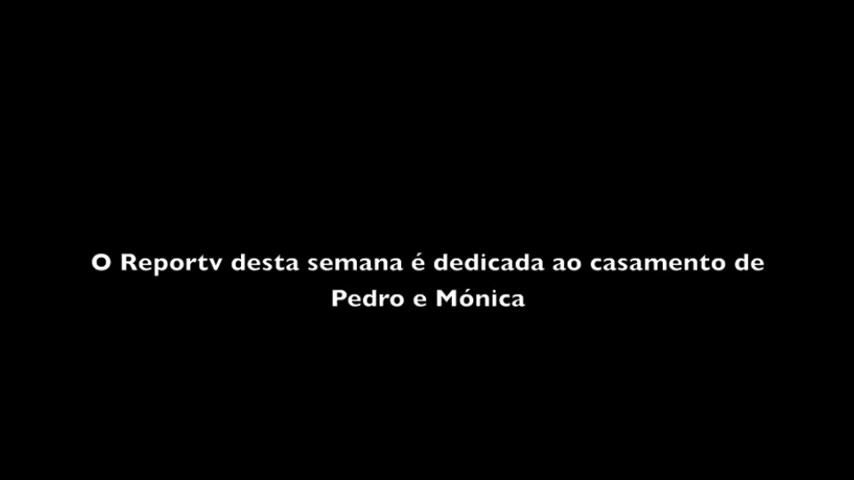 O Reportv desta semana é dedicada ao casamento de
Pedro e Mónica